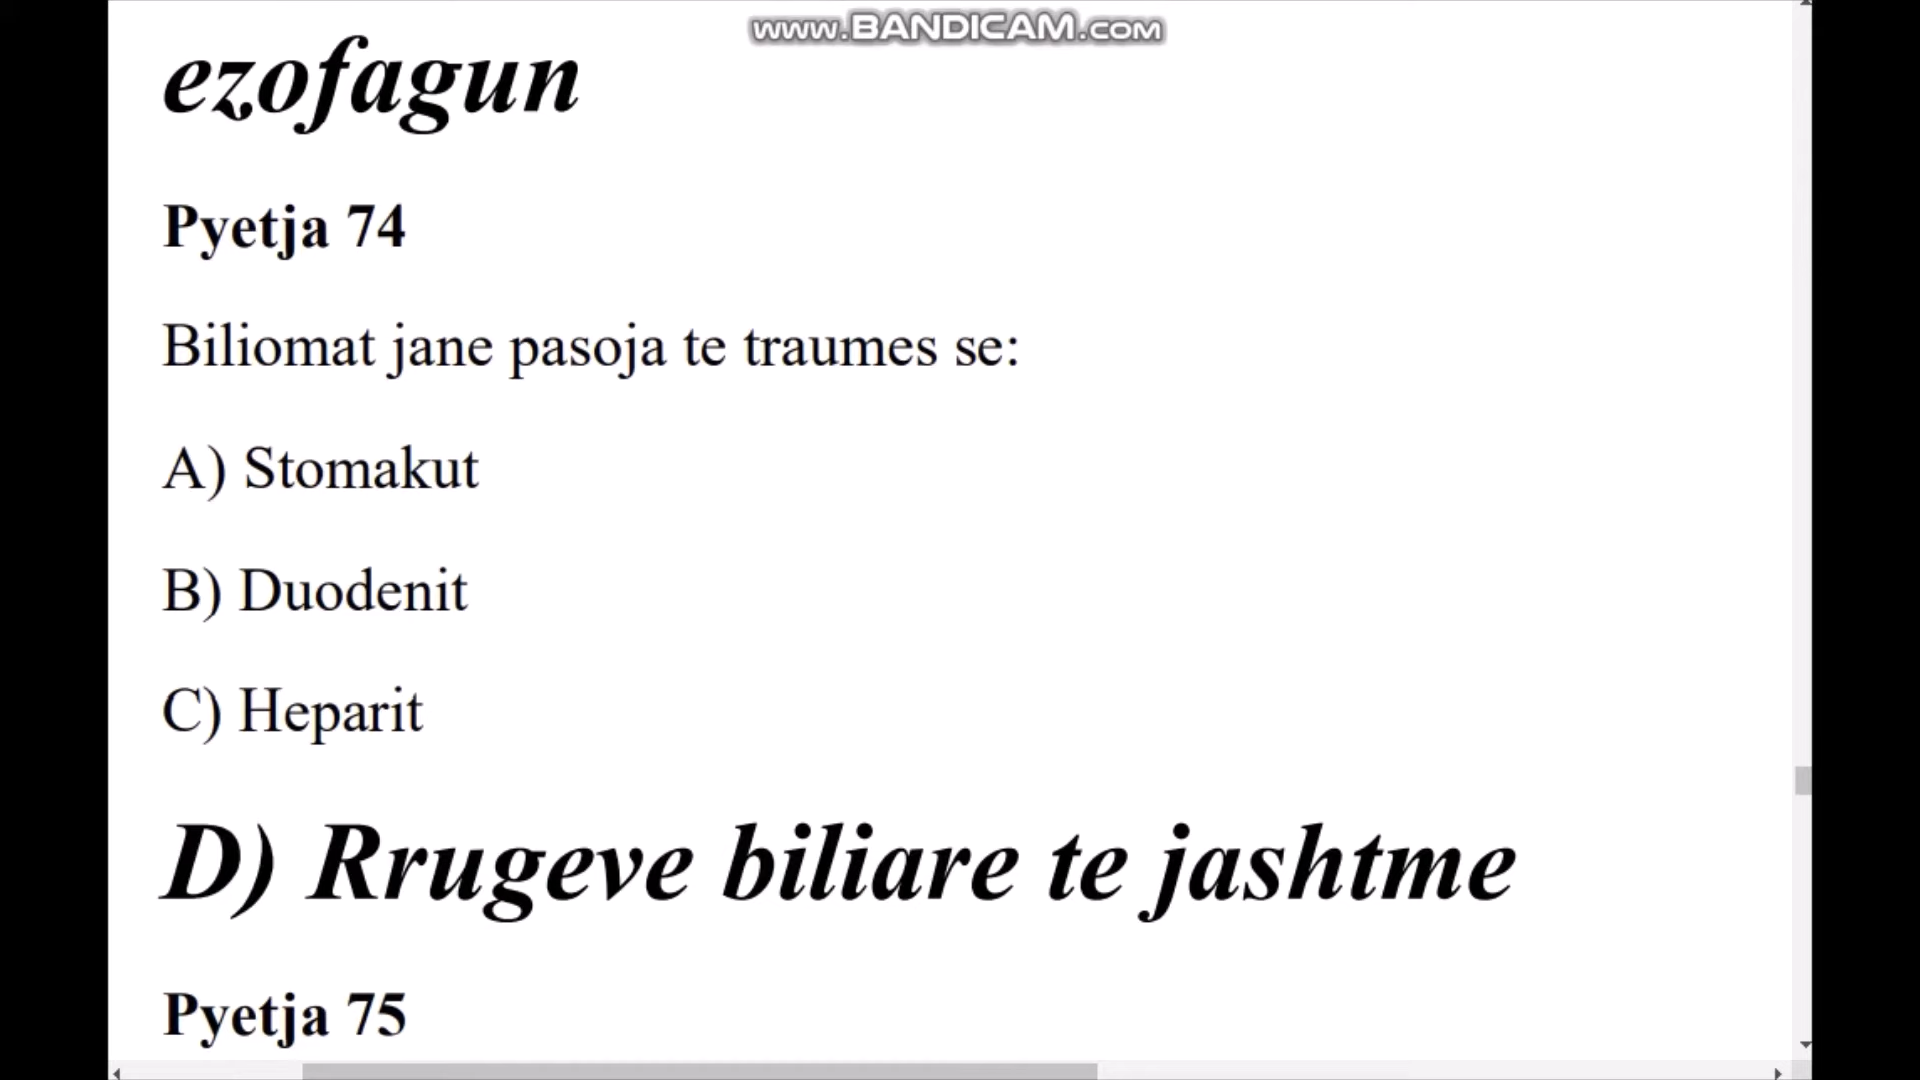 www.BANDICAM.com
ezofagun
Pyetja 74
Biliomat jane pasoja te traumes se:
A) Stomakut
B) Duodenit
C) Heparit
D) Rrugeve biliare te jashtme
Pyetja 75